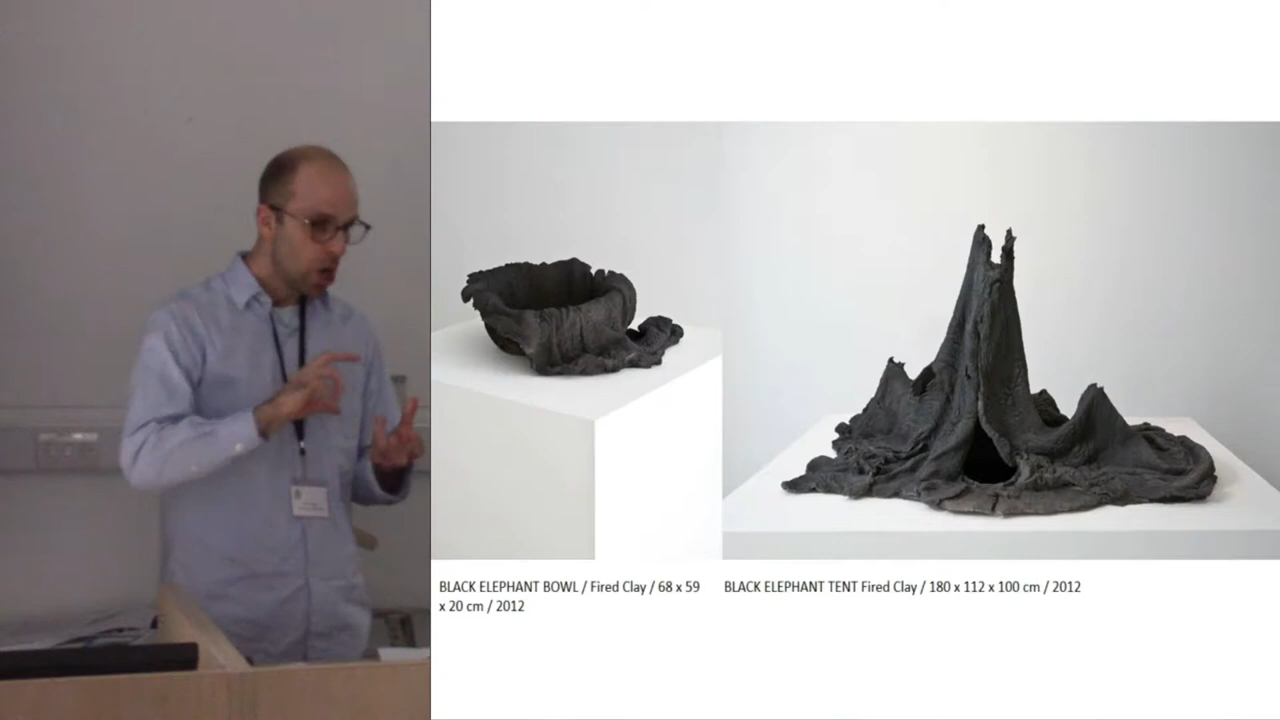 BLACK ELEPHANT BOWL / Fired Clay / 68 x 59
x 20 cm / 2012
BLACK ELEPHANT TENT Fired Clay / 180 x 112 x 100 cm / 2012